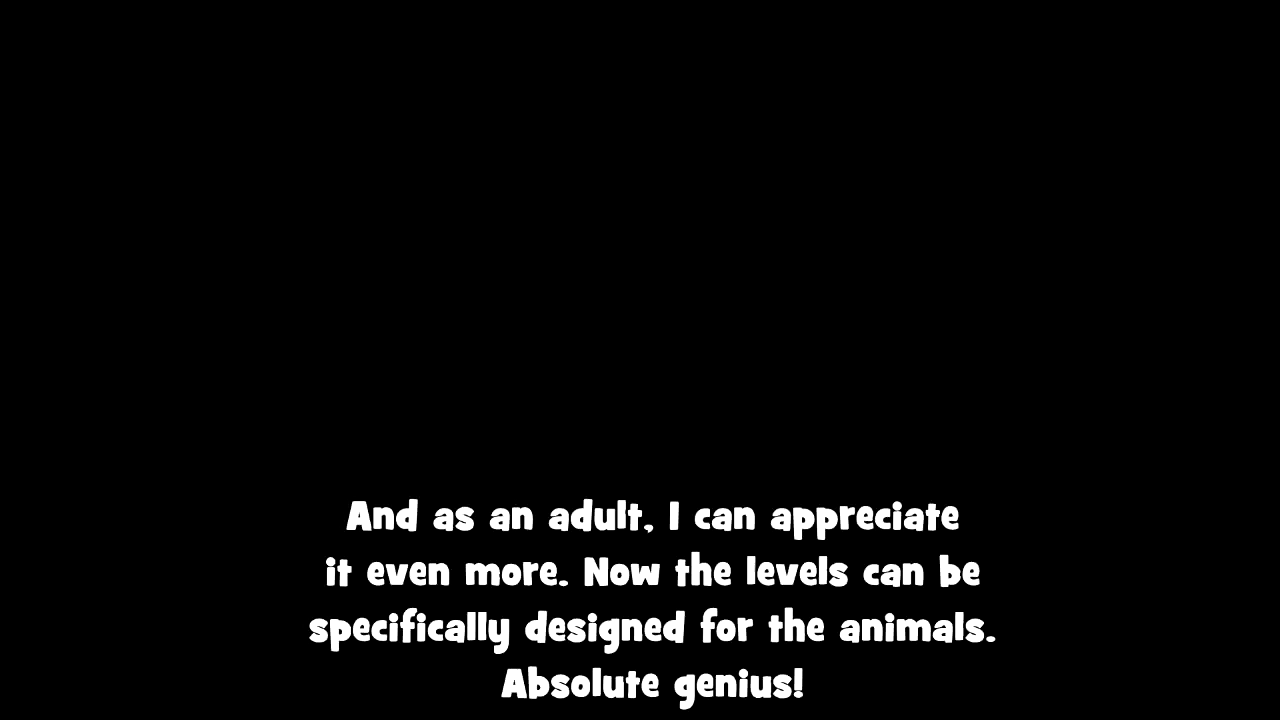 And as an adult, I can appreciate
it even more. Now the levels can be
specifically designed for the animals.
Absolute genius!